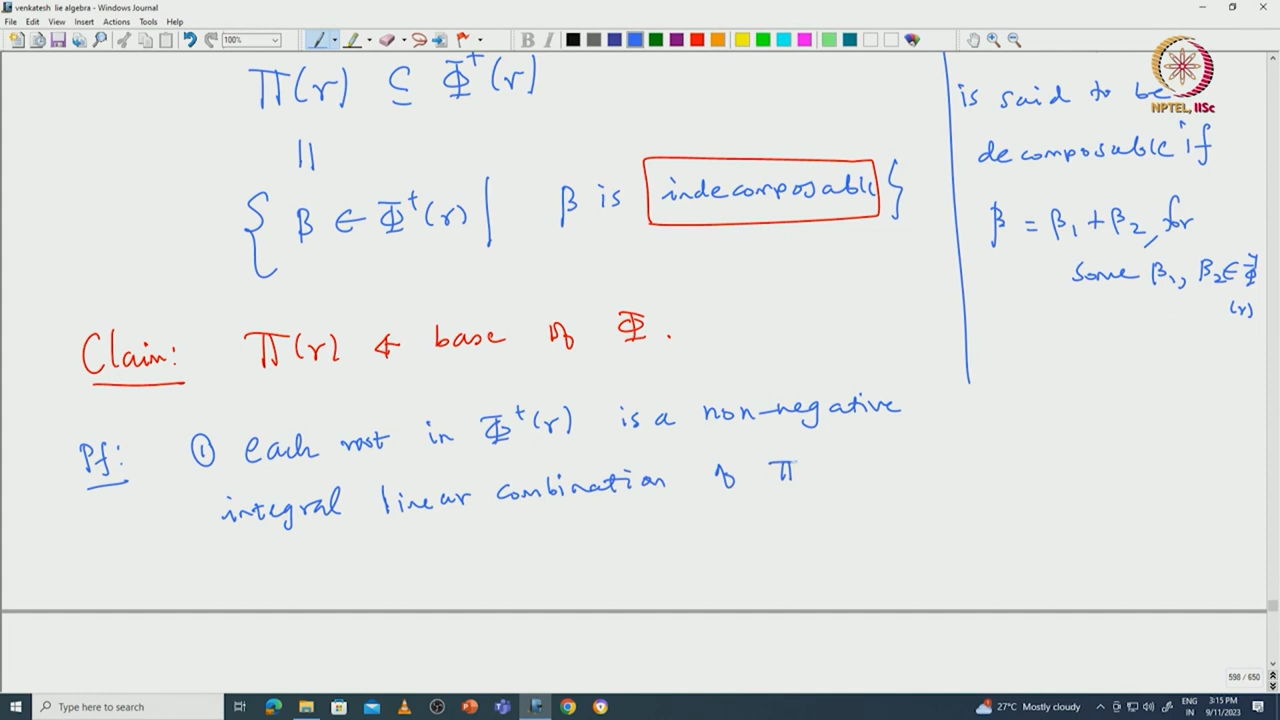 venkatesh lie algebra - Windows Journal
File Edit View Insert Actions Tools Help
100%
B I
NPTEL, IISc
Π(r) ⊆ Φ⁺(r)
||
{ β ∈ Φ⁺(r) | β is indecomposable }
is said to be
decomposable if
β = β₁ + β₂, for
some β₁, β₂ ∈ Φ⁺
(r)
Claim: Π(r) is base of Φ.
Pf: ① each root in Φ⁺(r) is a non-negative
integral linear combination of Π
598 / 650
Type here to search
27°C Mostly cloudy
ENG
IN
3:15 PM
9/11/2023